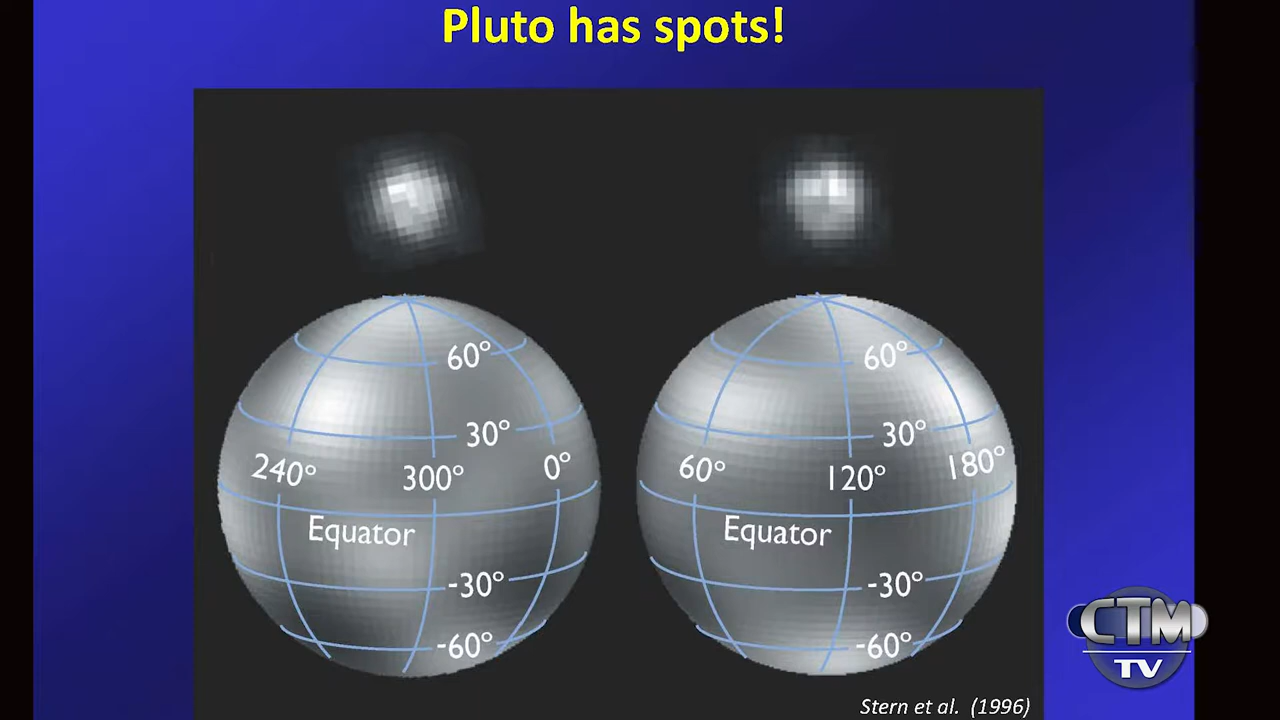 Pluto has spots!
60° 60°
30° 30°
240° 300° 0° 60° 120° 180°
Equator Equator
-30° -30°
-60° -60°
CTM
TV
Stern et al. (1996)